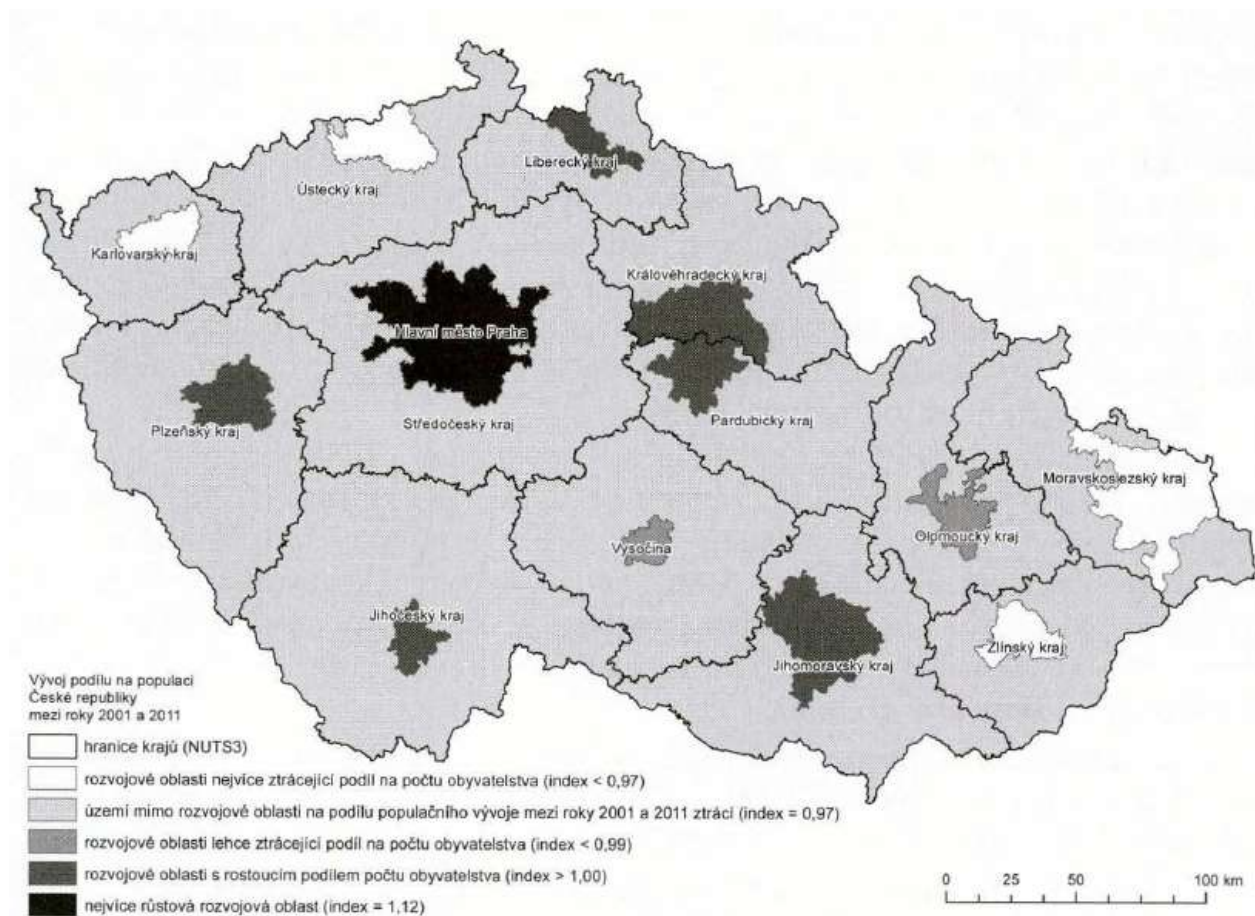 Liberecký kraj
Ústecký kraj
Karlovarský kraj
Královéhradecký kraj
Hlavní město Praha
Plzeňský kraj
Středočeský kraj
Pardubický kraj
Moravskoslezský kraj
Vysočina
Olomoucký kraj
Jihočeský kraj
Jihomoravský kraj
Zlínský kraj
Vývoj podílu na populaci
České republiky
mezi roky 2001 a 2011
hranice krajů (NUTS3)
rozvojové oblasti nejvíce ztrácející podíl na počtu obyvatelstva (index < 0,97)
území mimo rozvojové oblasti na podílu populačního vývoje mezi roky 2001 a 2011 ztrácí (index = 0,97)
rozvojové oblasti lehce ztrácející podíl na počtu obyvatelstva (index < 0,99)
rozvojové oblasti s rostoucím podílem počtu obyvatelstva (index > 1,00)
nejvíce růstová rozvojová oblast (index = 1,12)
0 km 25 50 100 km